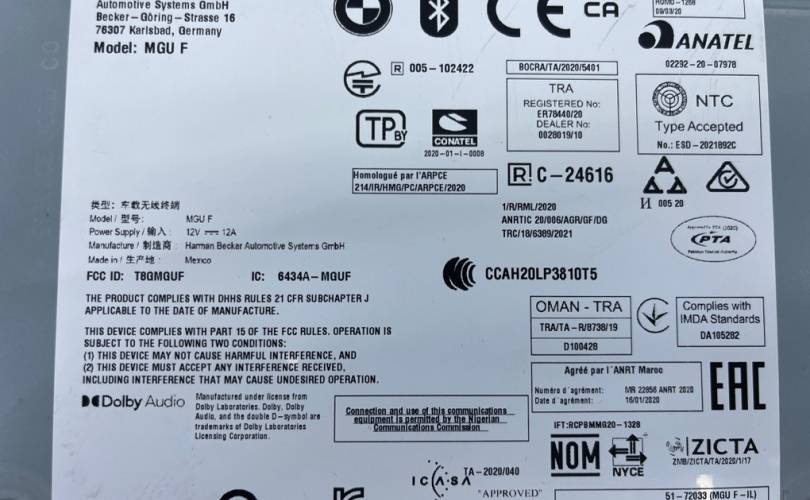 Automotive Systems GmbH
Becker-Göring-Strasse 16
76307 Karlsbad, Germany
Model: MGU F
CE
CA
09/03/20
ANATEL
02292-20-07978
R 005-102422
BOCRA/TA/2020/5401
TRA
REGISTERED No:
ER78440/20
DEALER No:
0028019/10
NTC
Type Accepted
No.: ESD-2021892C
TP BY
CONATEL
2020-01-I-0008
Homologué par l'ARPCE
214/IR/HMG/PC/ARPCE/2020
R! C-24616
И 005 20
1/R/RML/2020
ANRTIC 20/006/AGR/GF/DG
TRC/18/6389/2021
PTA
类型：车载无线终端
Model / 型号: MGU F
Power Supply / 输入: 12V 12A
Manufacture / 制造商: Harman Becker Automotive Systems GmbH
Made in / 生产地: Mexico
FCC ID: T8GMGUF IC: 6434A-MGUF
CCAH20LP3810T5
THE PRODUCT COMPLIES WITH DHHS RULES 21 CFR SUBCHAPTER J
APPLICABLE TO THE DATE OF MANUFACTURE.
THIS DEVICE COMPLIES WITH PART 15 OF THE FCC RULES. OPERATION IS
SUBJECT TO THE FOLLOWING TWO CONDITIONS:
(1) THIS DEVICE MAY NOT CAUSE HARMFUL INTERFERENCE, AND
(2) THIS DEVICE MUST ACCEPT ANY INTERFERENCE RECEIVED,
INCLUDING INTERFERENCE THAT MAY CAUSE UNDESIRED OPERATION.
OMAN - TRA
TRA/TA-R/8738/19
D100428
Complies with
IMDA Standards
DA105282
Agréé par l'ANRT Maroc
Numéro d'agrément: MR 22856 ANRT 2020
Date d'agrément: 16/01/2020
EAC
Dolby Audio
Manufactured under license from
Dolby Laboratories. Dolby, Dolby
Audio, and the double D-symbol are
trademarks of Dolby Laboratories
Licensing Corporation.
Connection and use of this communications
equipment is permitted by the Nigerian
Communications Commission
IFT:RCPBMMG20-1328
NOM
NYCE
ZICTA
ZMB/ZICTA/TA/2020/1/17
ICASA
TA-2020/040
"APPROVED"
51-72033 (MGU F-IL)